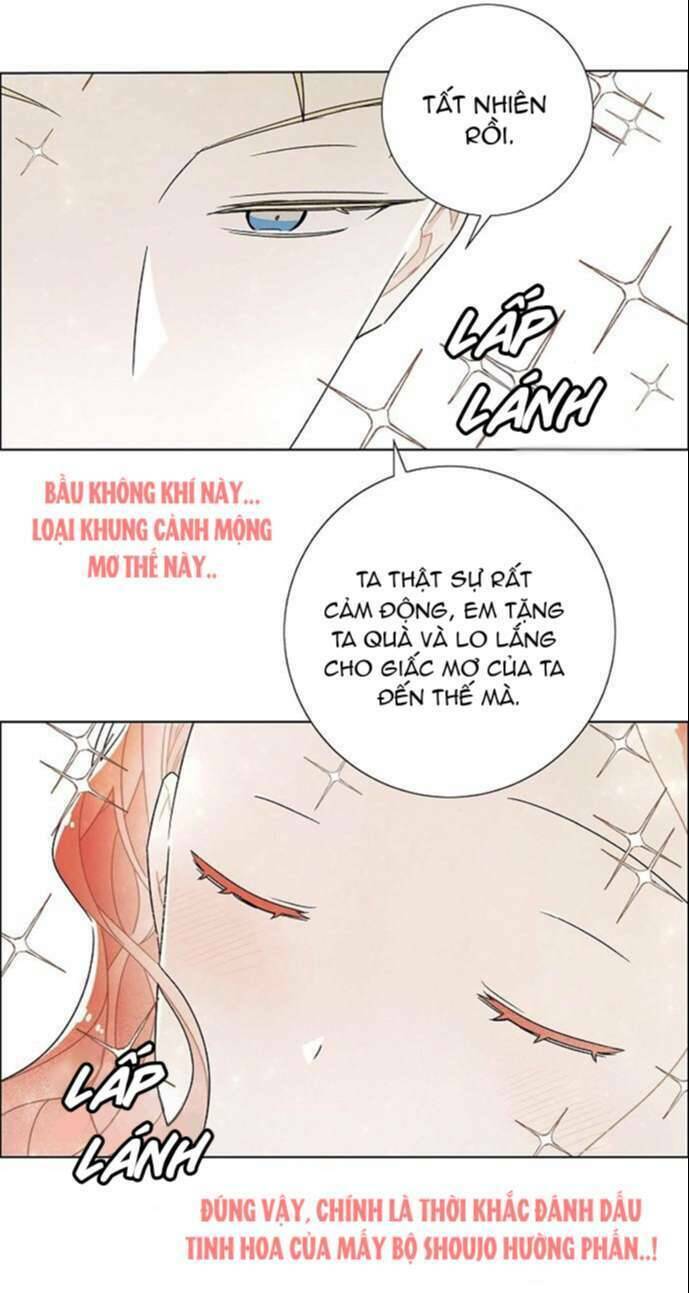 TẤT NHIÊN
RỒI.
LẤP
LÁNH
BẦU KHÔNG KHÍ NÀY...
LOẠI KHUNG CẢNH MỘNG
MƠ THẾ NÀY..
TA THẬT SỰ RẤT
CẢM ĐỘNG, EM TẶNG
TA QUÀ VÀ LO LẮNG
CHO GIẤC MƠ CỦA TA
ĐẾN THẾ MÀ.
LẤP
LÁNH
ĐÚNG VẬY, CHÍNH LÀ THỜI KHẮC ĐÁNH DẤU
TINH HOA CỦA MẤY BỘ SHOUJO HƯỜNG PHẤN..!